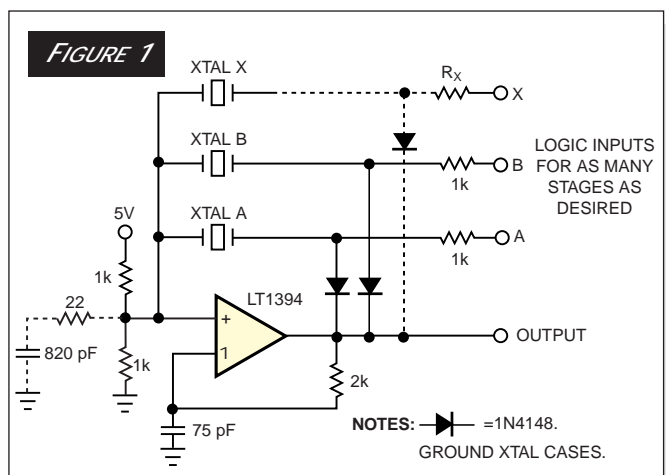 FIGURE 1
XTAL X
R_X
X
XTAL B
B
LOGIC INPUTS
FOR AS MANY
STAGES AS
DESIRED
1k
XTAL A
A
5V
1k
1k
LT1394
22
+
OUTPUT
820 pF
1k
1
2k
75 pF
NOTES: =1N4148.
GROUND XTAL CASES.